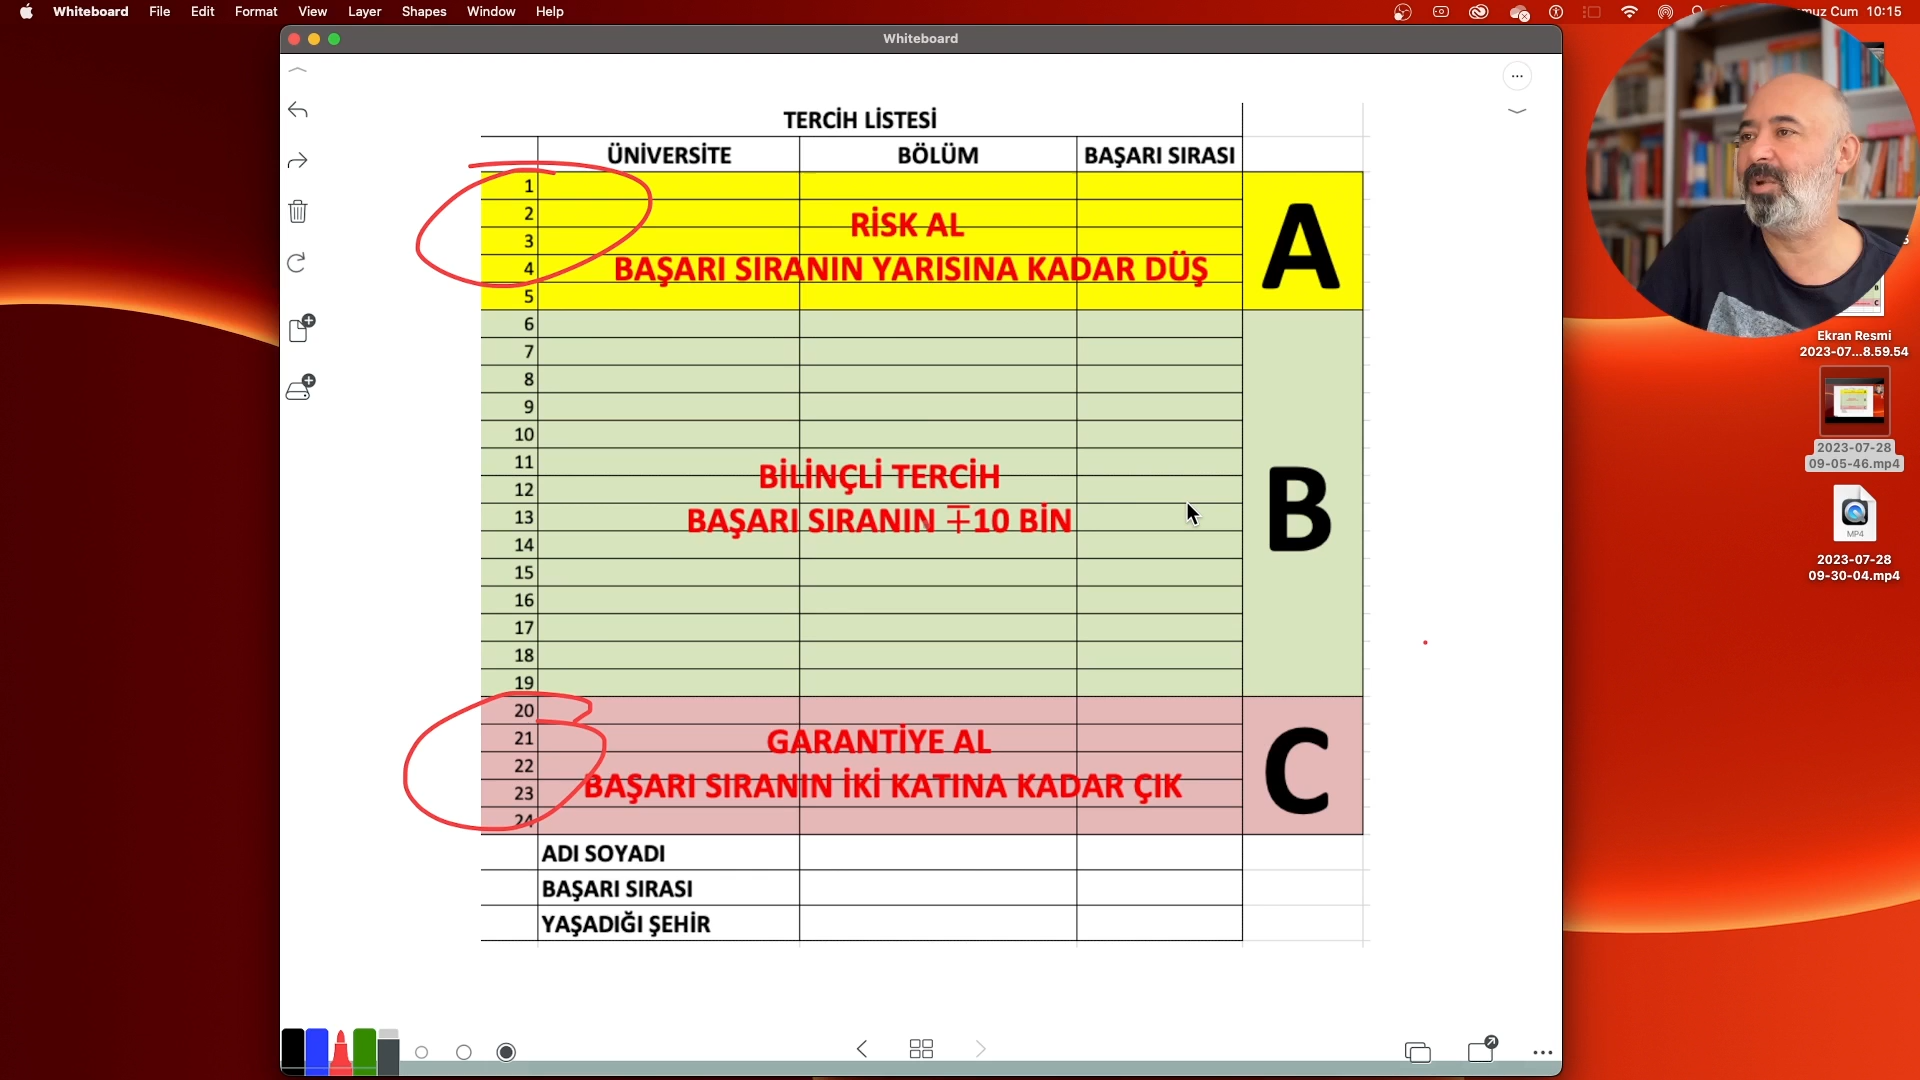 Whiteboard File Edit Format View Layer Shapes Window Help
Cum 10:15
Whiteboard
TERCİH LİSTESİ
ÜNİVERSİTE BÖLÜM BAŞARI SIRASI
1
2
RİSK AL
A
3
4
BAŞARI SIRANIN YARISINA KADAR DÜŞ
5
6
7
8
9
10
11
BİLİNÇLİ TERCİH
12
B
13
BAŞARI SIRANIN ∓10 BİN
14
15
16
17
18
19
20
21
GARANTİYE AL
22
C
23
BAŞARI SIRANIN İKİ KATINA KADAR ÇIK
24
ADI SOYADI
BAŞARI SIRASI
YAŞADIĞI ŞEHİR
Ekran Resmi
2023-07...8.59.54
2023-07-28
09-05-46.mp4
MP4
2023-07-28
09-30-04.mp4